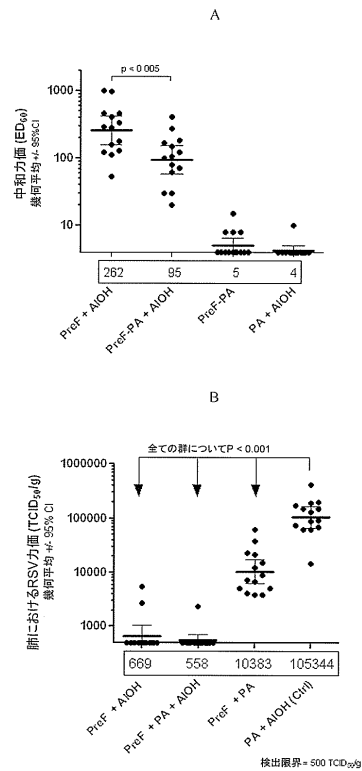 A
中和力価 (ED60)
幾何平均 +/- 95%CI
p < 0.005
1000
100
10
262 95 5 4
PreF + AlOH
PreF-PA + AlOH
PreF-PA
PA + AlOH
B
肺におけるRSV力価 (TCID50/g)
幾何平均 +/- 95% CI
全ての群についてP < 0.001
1000000
100000
10000
1000
669 558 10383 105344
PreF + AlOH
PreF + PA + AlOH
PreF + PA
PA + AlOH (Ctrl)
検出限界 = 500 TCID50/g